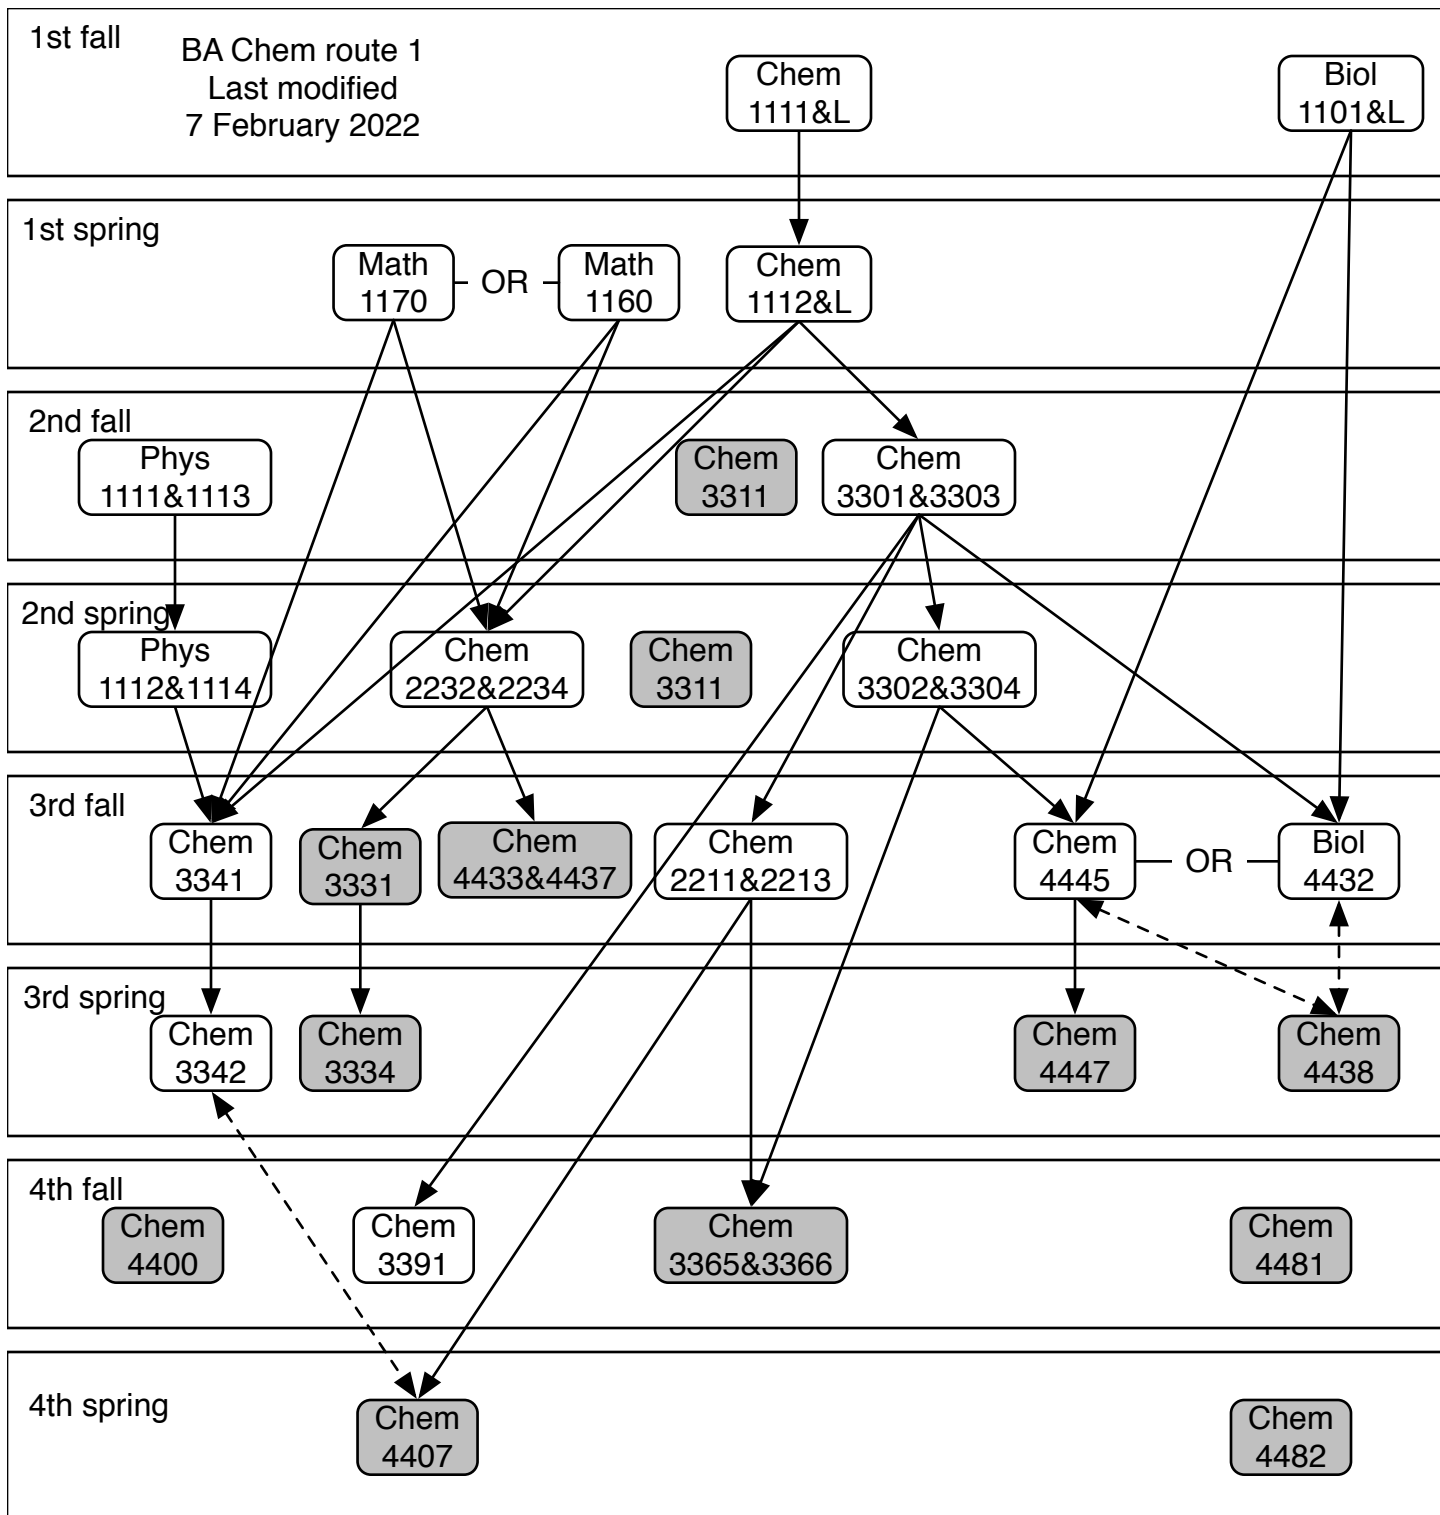 1st fall
BA Chem route 1
Last modified
7 February 2022
Chem
1111&L
Biol
1101&L
1st spring
Math
1170
OR
Math
1160
Chem
1112&L
2nd fall
Phys
1111&1113
Chem
3311
Chem
3301&3303
2nd spring
Phys
1112&1114
Chem
2232&2234
Chem
3311
Chem
3302&3304
3rd fall
Chem
3341
Chem
3331
Chem
4433&4437
Chem
2211&2213
Chem
4445
OR
Biol
4432
3rd spring
Chem
3342
Chem
3334
Chem
4447
Chem
4438
4th fall
Chem
4400
Chem
3391
Chem
3365&3366
Chem
4481
4th spring
Chem
4407
Chem
4482